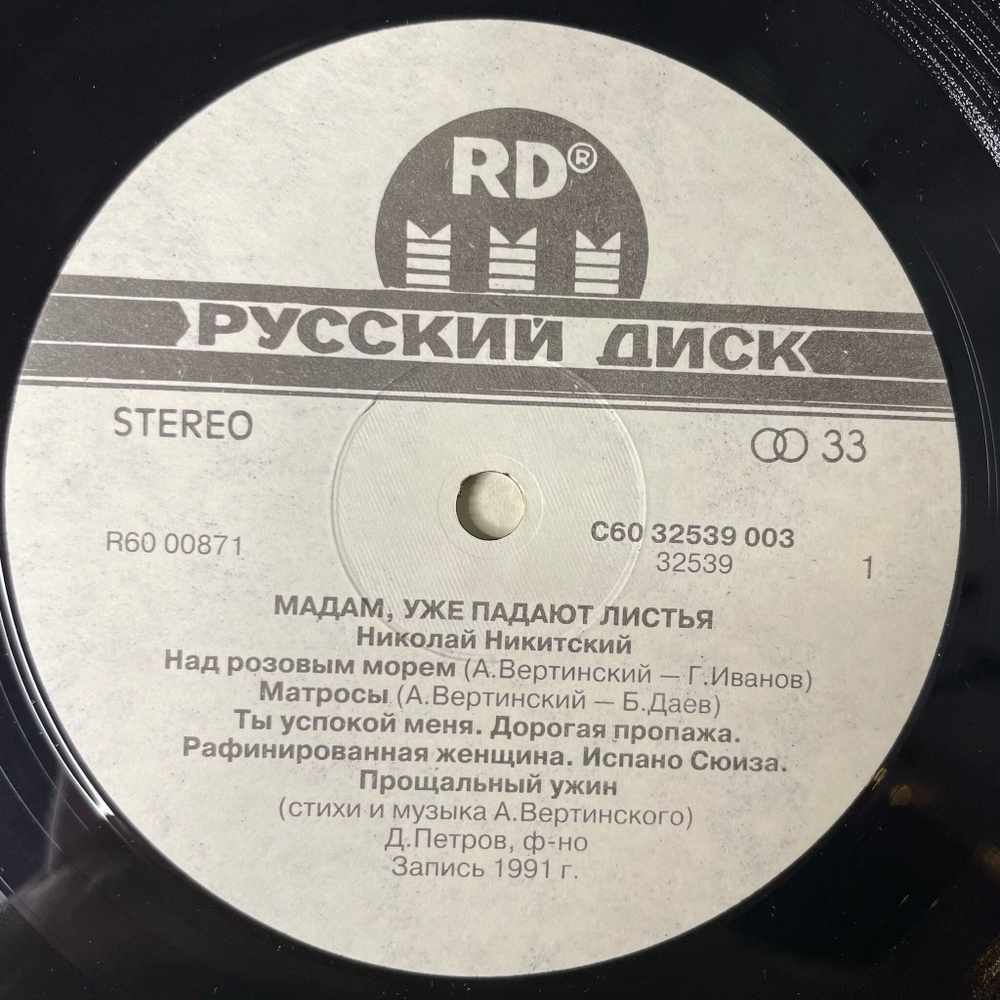 RD®
РУССКИЙ ДИСК
STEREO
33
R60 00871
С60 32539 003
32539
1
МАДАМ, УЖЕ ПАДАЮТ ЛИСТЬЯ
Николай Никитский
Над розовым морем (А.Вертинский — Г.Иванов)
Матросы (А.Вертинский — Б.Даев)
Ты успокой меня. Дорогая пропажа.
Рафинированная женщина. Испано Сюиза.
Прощальный ужин
(стихи и музыка А.Вертинского)
Д.Петров, ф-но
Запись 1991 г.